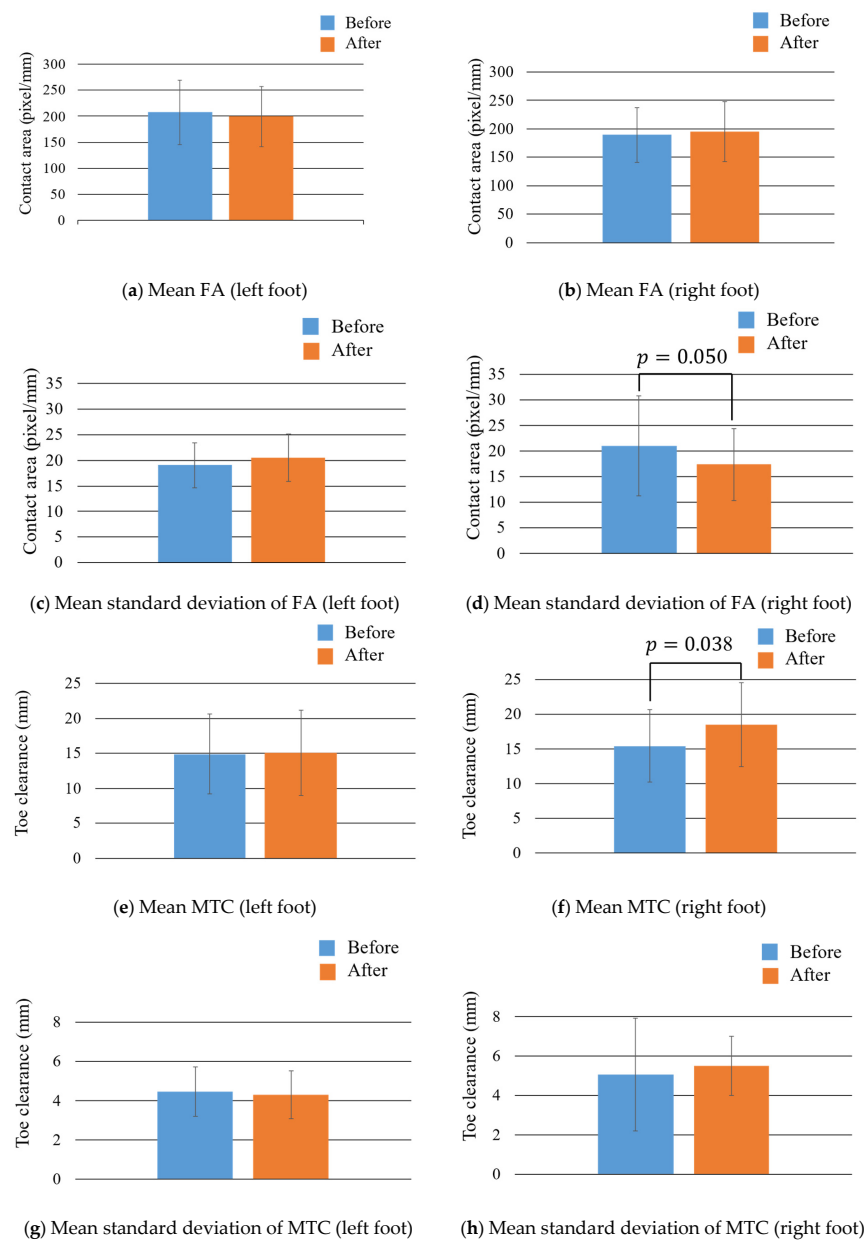 Before
After
Contact area (pixel/mm)
300
250
200
150
100
50
0
(a) Mean FA (left foot)
Before
After
Contact area (pixel/mm)
300
250
200
150
100
50
0
(b) Mean FA (right foot)
Before
After
Contact area (pixel/mm)
35
30
25
20
15
10
5
0
(c) Mean standard deviation of FA (left foot)
Before
After
p = 0.050
Contact area (pixel/mm)
35
30
25
20
15
10
5
0
(d) Mean standard deviation of FA (right foot)
Before
After
Toe clearance (mm)
25
20
15
10
5
0
(e) Mean MTC (left foot)
Before
After
p = 0.038
Toe clearance (mm)
25
20
15
10
5
0
(f) Mean MTC (right foot)
Before
After
Toe clearance (mm)
8
6
4
2
0
(g) Mean standard deviation of MTC (left foot)
Before
After
Toe clearance (mm)
8
6
4
2
0
(h) Mean standard deviation of MTC (right foot)